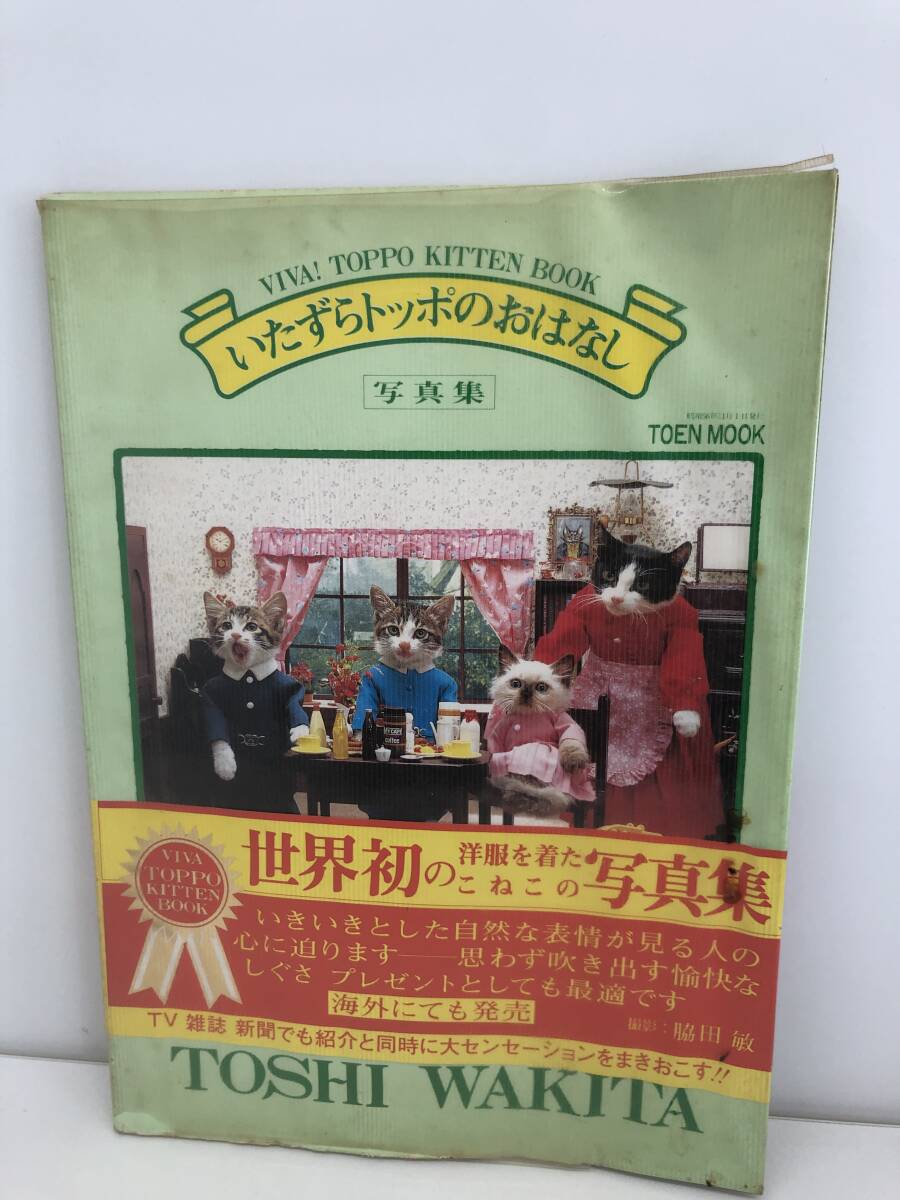 VIVA! TOPPO KITTEN BOOK
いたずらトッポのおはなし
写真集
TOEN MOOK
VIVA
TOPPO
KITTEN
BOOK
世界初の洋服を着たこねこの写真集
いきいきとした自然な表情が見る人の
心に迫ります――思わず吹き出す愉快な
しぐさ プレゼントとしても最適です
海外にても発売
撮影：脇田 敏
TV 雑誌 新聞でも紹介と同時に大センセーションをまきおこす!!
TOSHI WAKITA